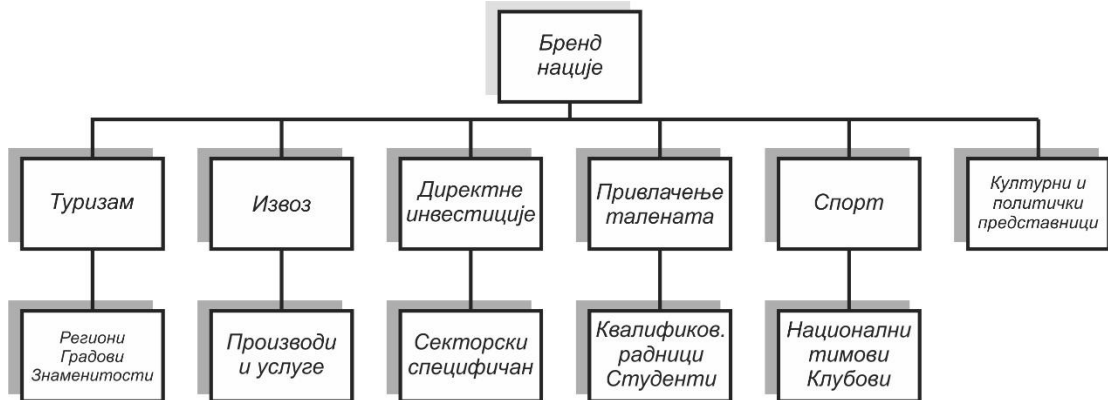 Бренд
нације
Туризам
Извоз
Директне
инвестиције
Привлачење
талената
Спорт
Културни и
политички
представници
Региони
Градови
Знаменитости
Производи
и услуге
Секторски
специфичан
Квалификов.
радници
Студенти
Национални
тимови
Клубови